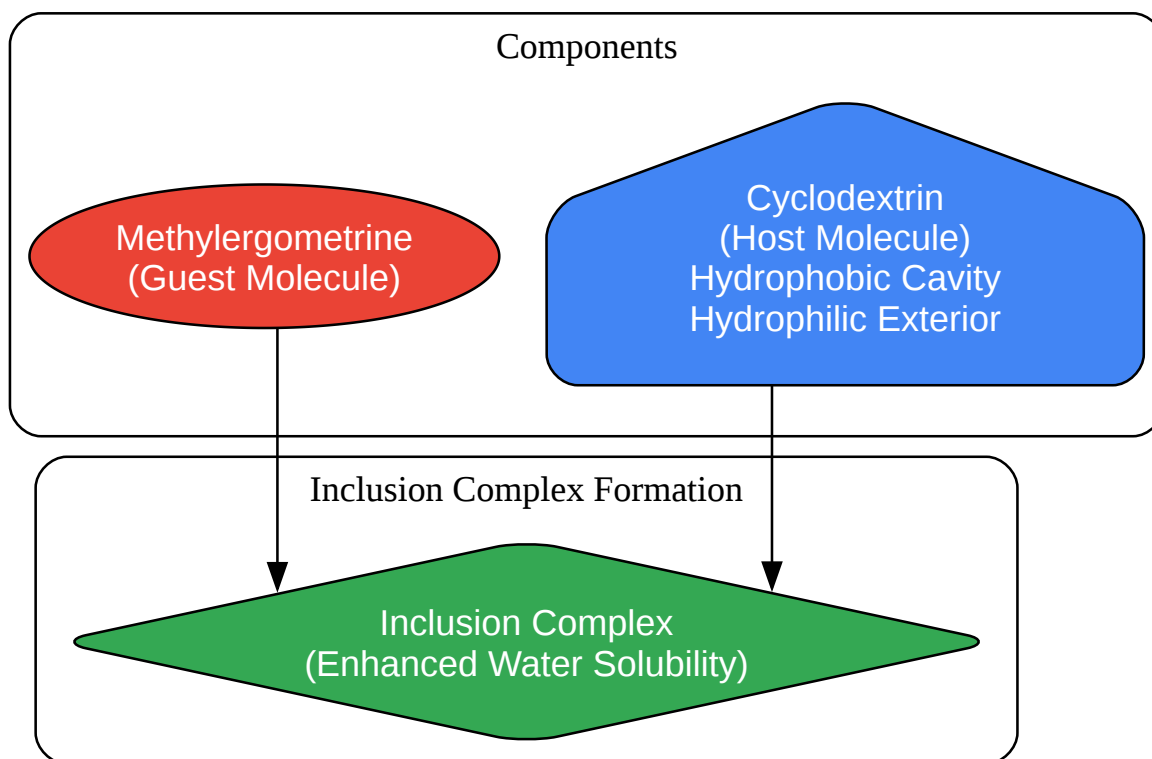 Components
Methylergometrine
(Guest Molecule)
Cyclodextrin
(Host Molecule)
Hydrophobic Cavity
Hydrophilic Exterior
Inclusion Complex Formation
Inclusion Complex
(Enhanced Water Solubility)